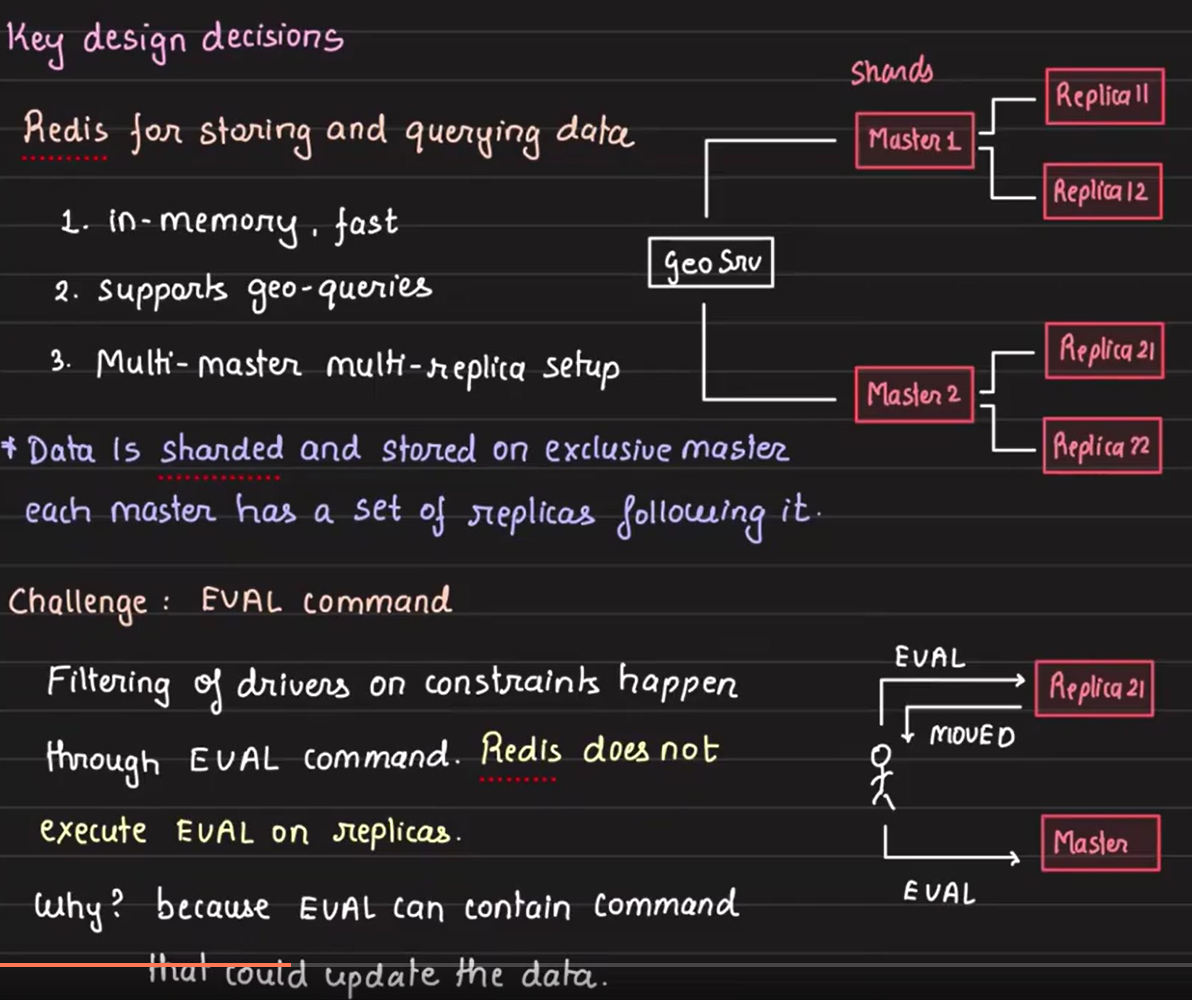 Key design decisions
Redis for storing and querying data
1. in-memory, fast
2. supports geo-queries
3. Multi-master multi-replica setup
* Data is sharded and stored on exclusive master
each master has a set of replicas following it.
Shards
Master 1
Replica 11
Replica 12
Geo Srv
Master 2
Replica 21
Replica 22
Challenge: EVAL command
Filtering of drivers on constraints happen
through EVAL command. Redis does not
execute EVAL on replicas.
Why? because EVAL can contain command
that could update the data.
EVAL
Replica 21
MOVED
Master
EVAL